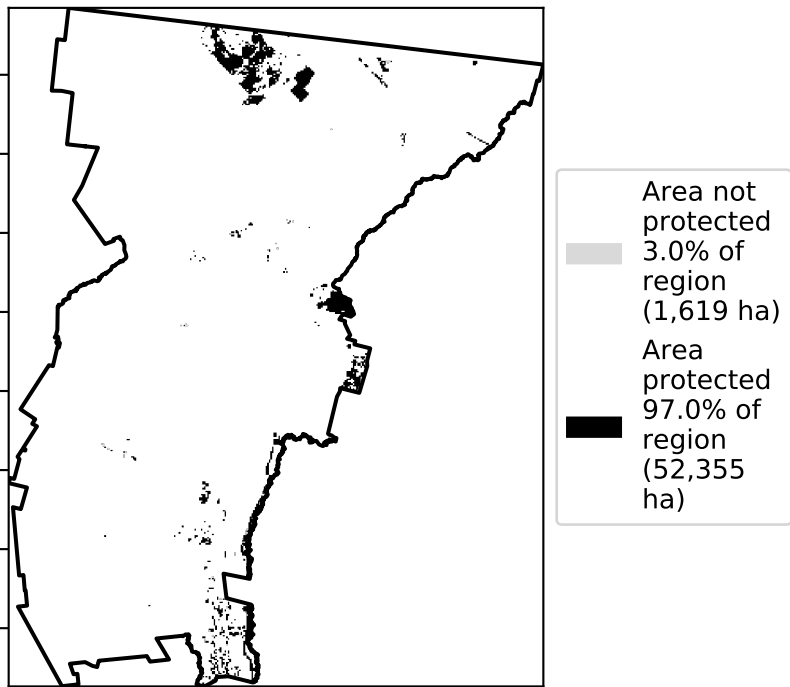 Area not
protected
3.0% of
region
(1,619 ha)
Area
protected
97.0% of
region
(52,355
ha)